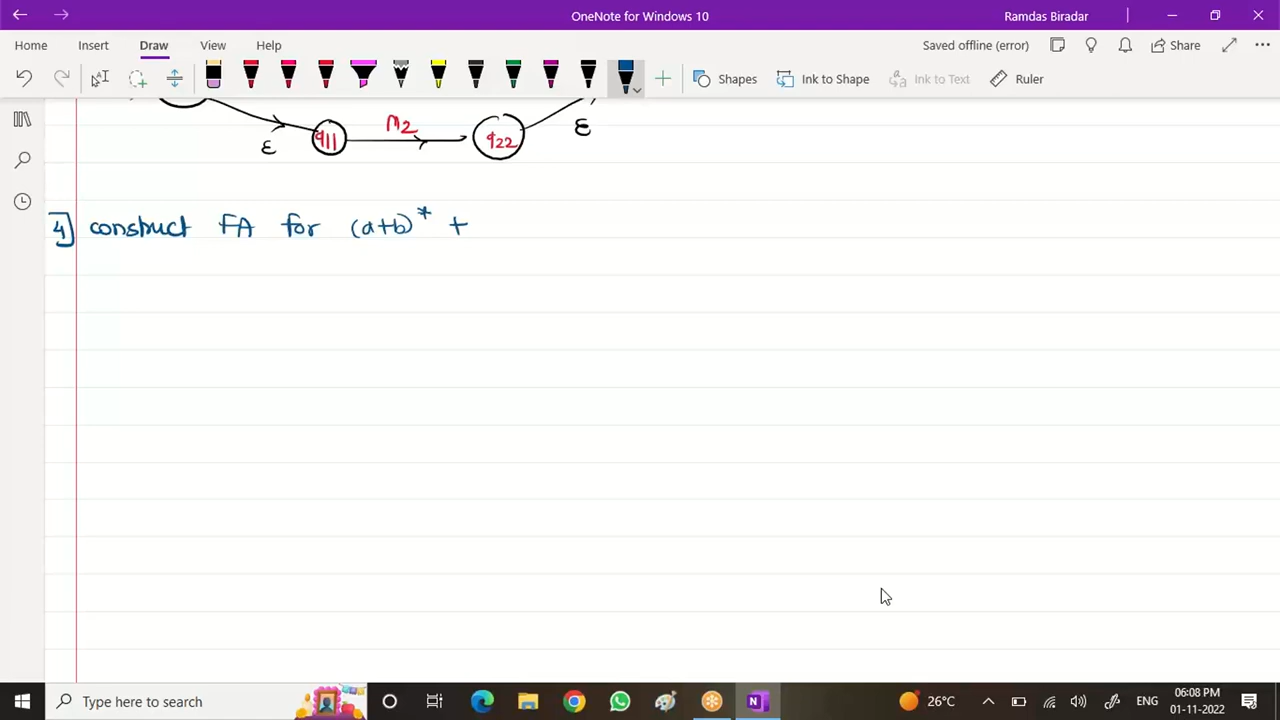 OneNote for Windows 10
Ramdas Biradar
Home Insert Draw View Help
Saved offline (error) Share
Shapes Ink to Shape Ink to Text Ruler
ε q11 q22 ε
4] construct FA for (a+b)* +
Type here to search
26°C ENG 06:08 PM
01-11-2022